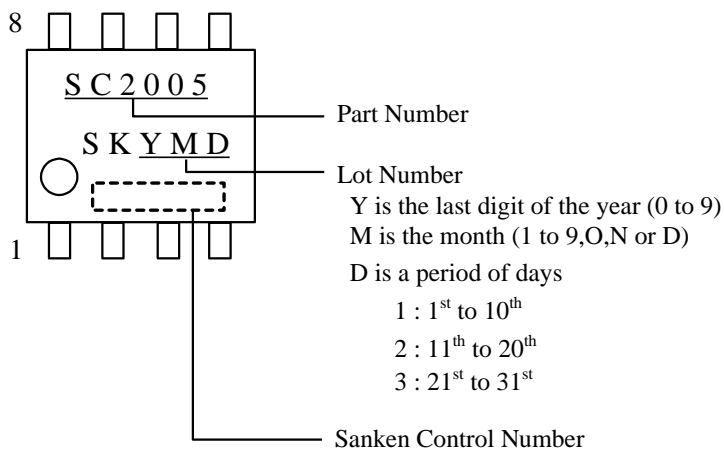 8
SC2005
Part Number
SKYMD
Lot Number
Y is the last digit of the year (0 to 9)
M is the month (1 to 9,O,N or D)
1
D is a period of days
1 : 1st to 10th
2 : 11th to 20th
3 : 21st to 31st
Sanken Control Number